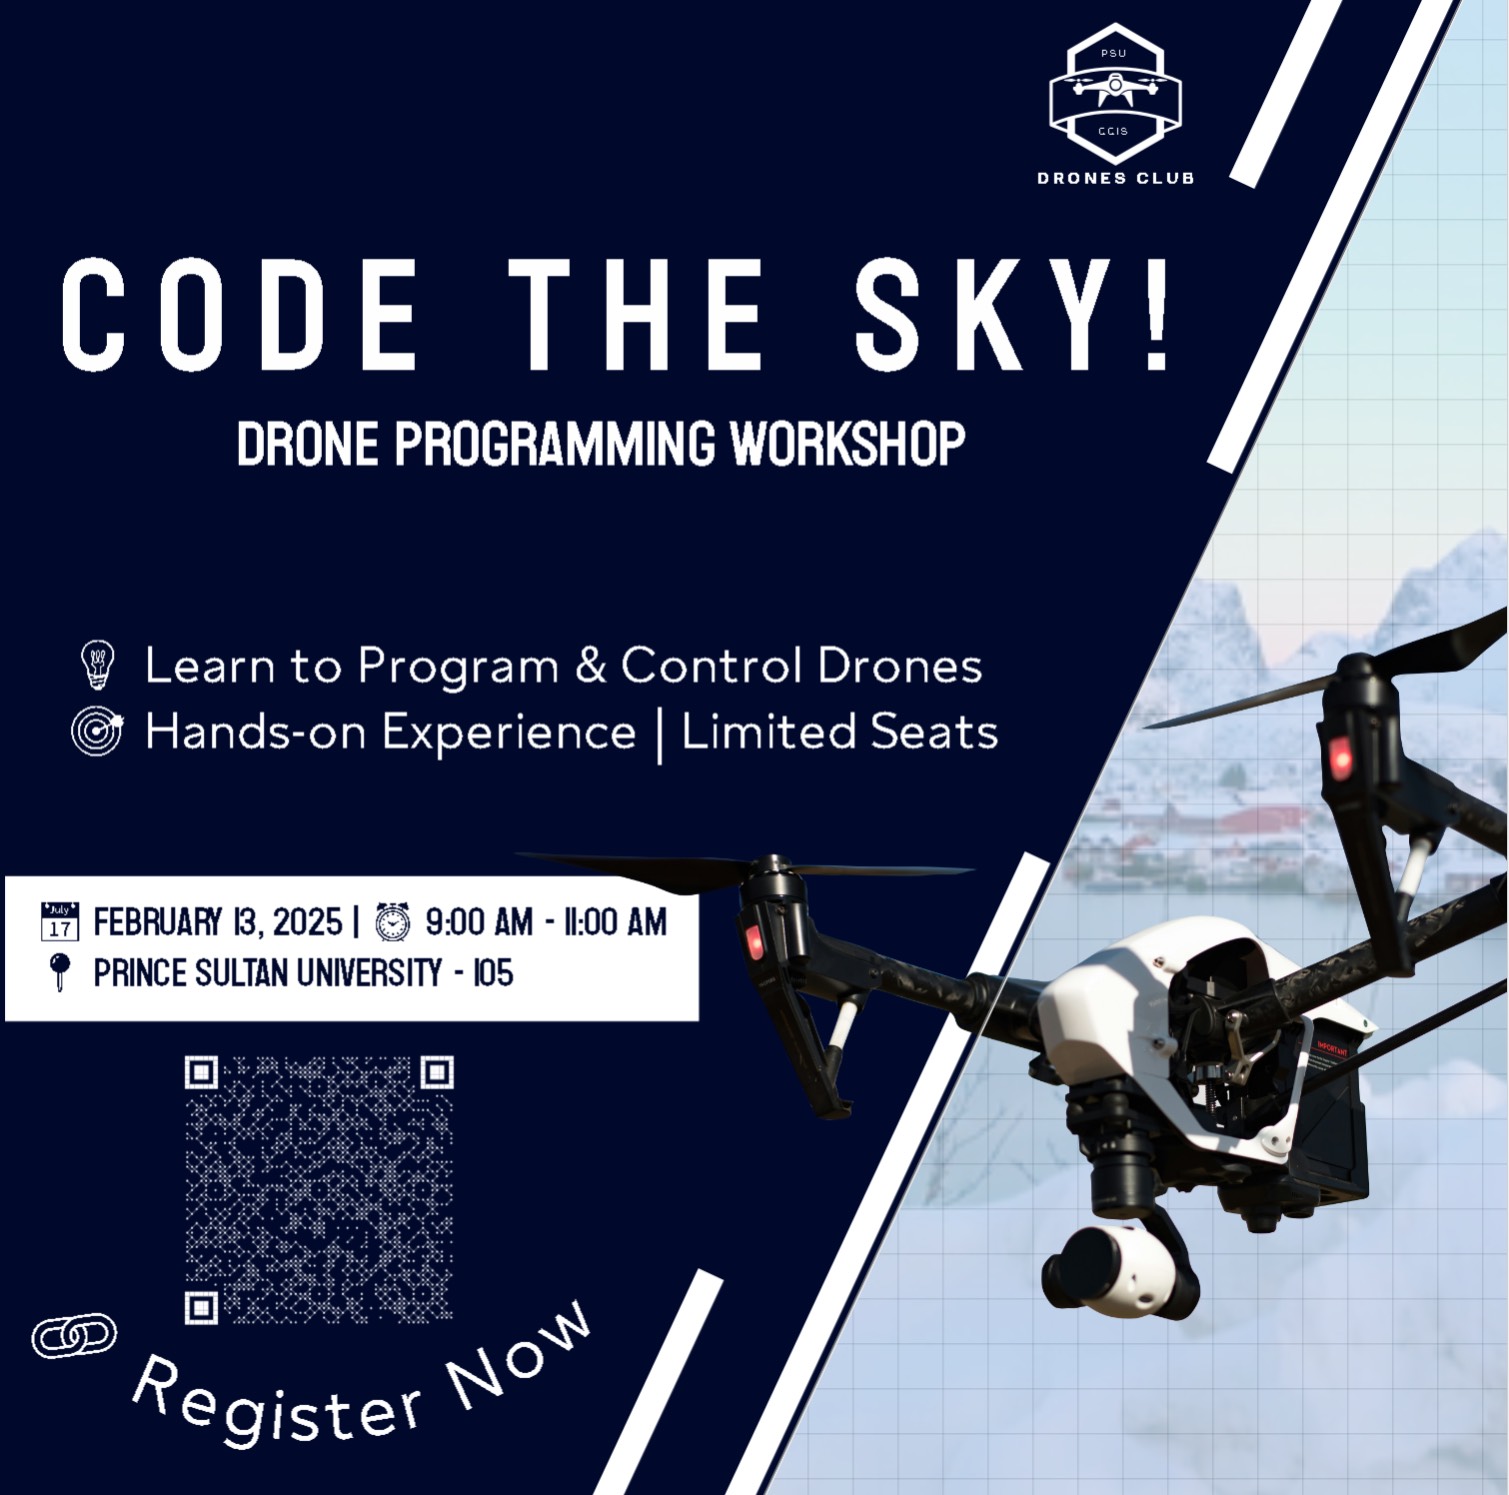 PSU
CCIS
DRONES CLUB
CODE THE SKY!
DRONE PROGRAMMING WORKSHOP
Learn to Program & Control Drones
Hands-on Experience | Limited Seats
July
17
FEBRUARY 13, 2025 | 9:00 AM - 11:00 AM
PRINCE SULTAN UNIVERSITY - 105
IMPORTANT
Register Now